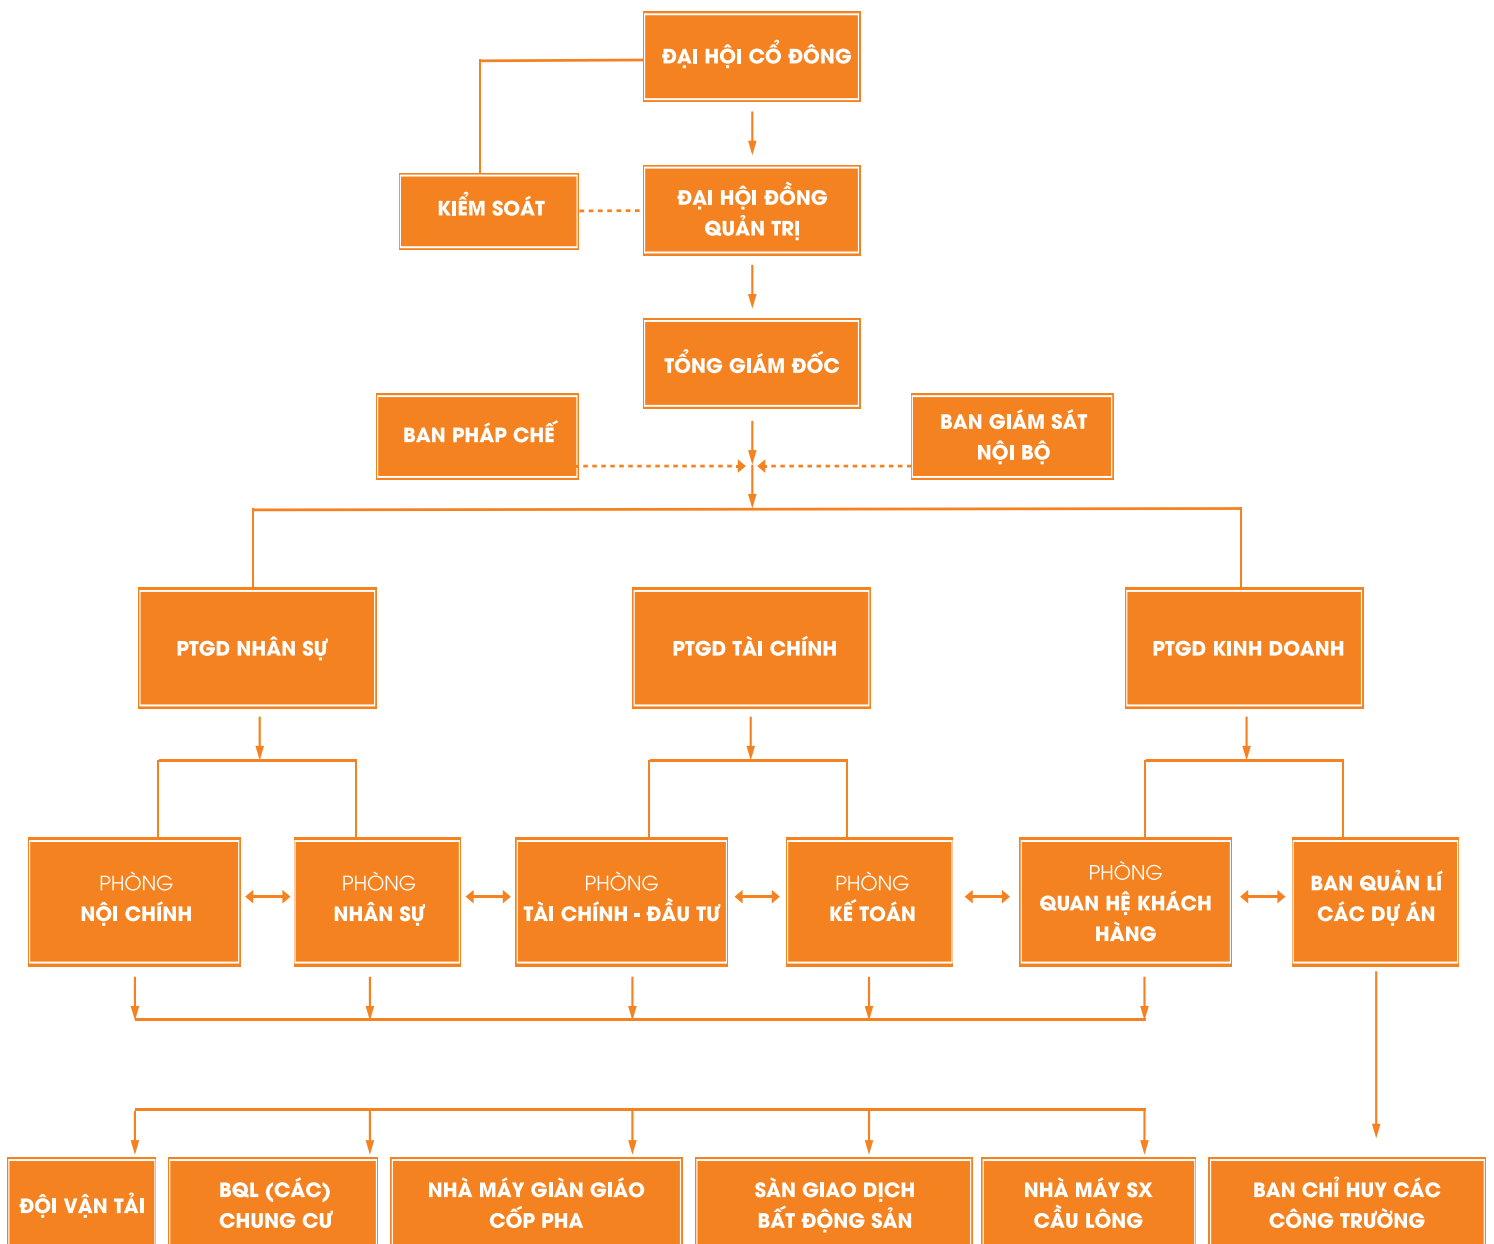 ĐẠI HỘI CỔ ĐÔNG
KIỂM SOÁT
ĐẠI HỘI ĐỒNG
QUẢN TRỊ
TỔNG GIÁM ĐỐC
BAN PHÁP CHẾ
BAN GIÁM SÁT
NỘI BỘ
PTGD NHÂN SỰ
PTGD TÀI CHÍNH
PTGD KINH DOANH
PHÒNG
NỘI CHÍNH
PHÒNG
NHÂN SỰ
PHÒNG
TÀI CHÍNH - ĐẦU TƯ
PHÒNG
KẾ TOÁN
PHÒNG
QUAN HỆ KHÁCH
HÀNG
BAN QUẢN LÍ
CÁC DỰ ÁN
ĐỘI VẬN TẢI
BQL (CÁC)
CHUNG CƯ
NHÀ MÁY GIÀN GIÁO
CỐP PHA
SÀN GIAO DỊCH
BẤT ĐỘNG SẢN
NHÀ MÁY SX
CẦU LÔNG
BAN CHỈ HUY CÁC
CÔNG TRƯỜNG